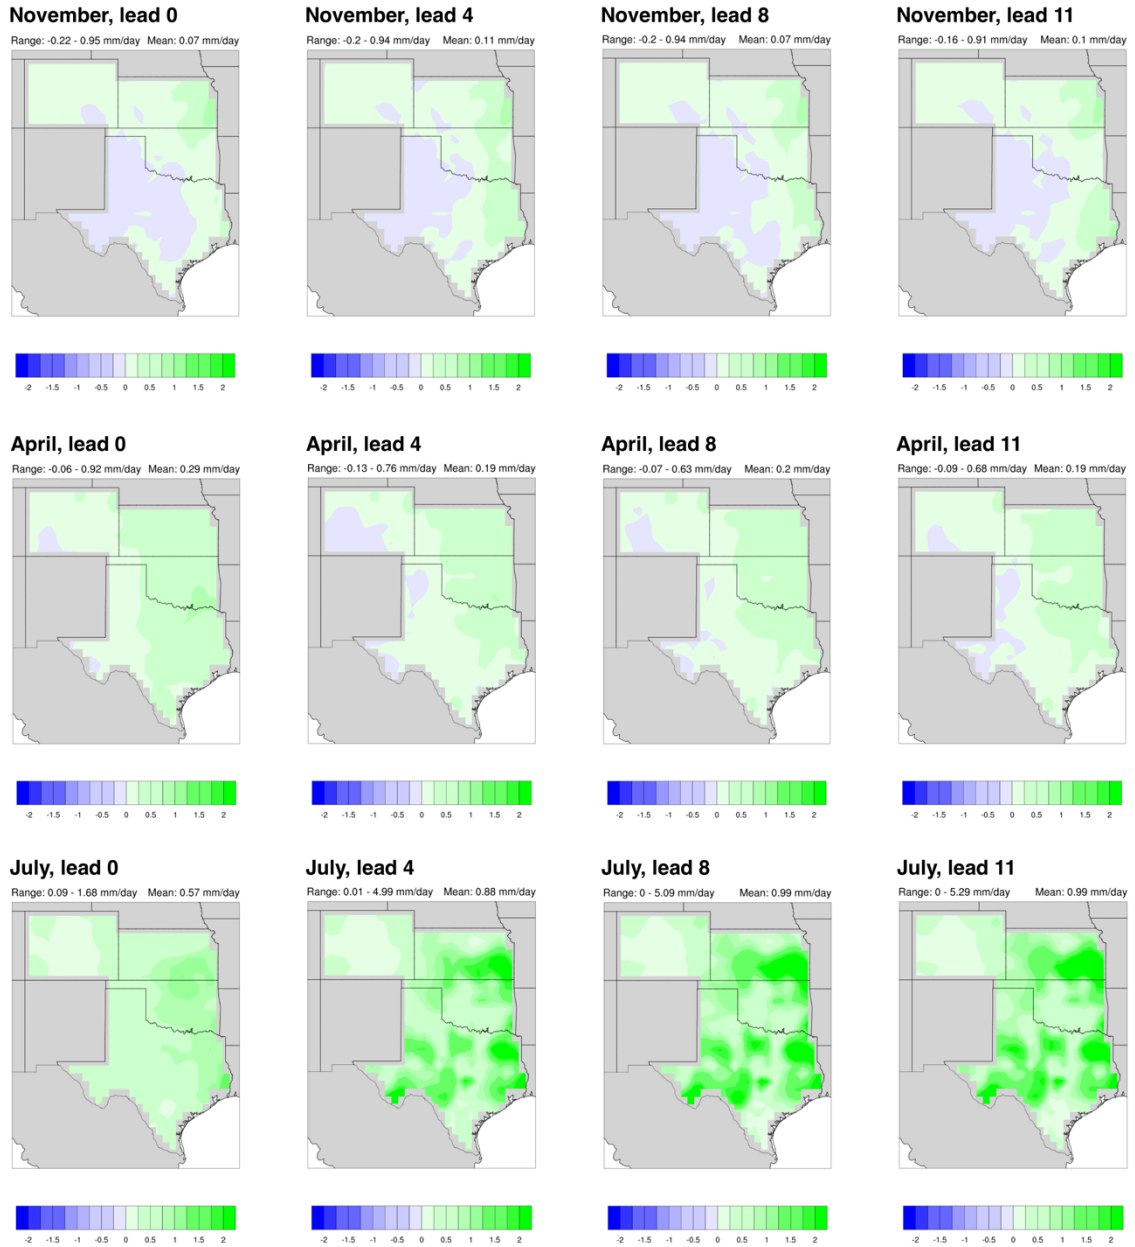 November, lead 0 November, lead 4 November, lead 8 November, lead 11
Range: -0.22 - 0.95 mm/day Mean: 0.07 mm/day Range: -0.2 - 0.94 mm/day Mean: 0.11 mm/day Range: -0.2 - 0.94 mm/day Mean: 0.07 mm/day Range: -0.16 - 0.91 mm/day Mean: 0.1 mm/day
-2 -1.5 -1 -0.5 0 0.5 1 1.5 2 -2 -1.5 -1 -0.5 0 0.5 1 1.5 2 -2 -1.5 -1 -0.5 0 0.5 1 1.5 2 -2 -1.5 -1 -0.5 0 0.5 1 1.5 2
April, lead 0 April, lead 4 April, lead 8 April, lead 11
Range: -0.06 - 0.92 mm/day Mean: 0.29 mm/day Range: -0.13 - 0.76 mm/day Mean: 0.19 mm/day Range: -0.07 - 0.63 mm/day Mean: 0.2 mm/day Range: -0.09 - 0.68 mm/day Mean: 0.19 mm/day
-2 -1.5 -1 -0.5 0 0.5 1 1.5 2 -2 -1.5 -1 -0.5 0 0.5 1 1.5 2 -2 -1.5 -1 -0.5 0 0.5 1 1.5 2 -2 -1.5 -1 -0.5 0 0.5 1 1.5 2
July, lead 0 July, lead 4 July, lead 8 July, lead 11
Range: 0.09 - 1.68 mm/day Mean: 0.57 mm/day Range: 0.01 - 4.99 mm/day Mean: 0.88 mm/day Range: 0 - 5.09 mm/day Mean: 0.99 mm/day Range: 0 - 5.29 mm/day Mean: 0.99 mm/day
-2 -1.5 -1 -0.5 0 0.5 1 1.5 2 -2 -1.5 -1 -0.5 0 0.5 1 1.5 2 -2 -1.5 -1 -0.5 0 0.5 1 1.5 2 -2 -1.5 -1 -0.5 0 0.5 1 1.5 2